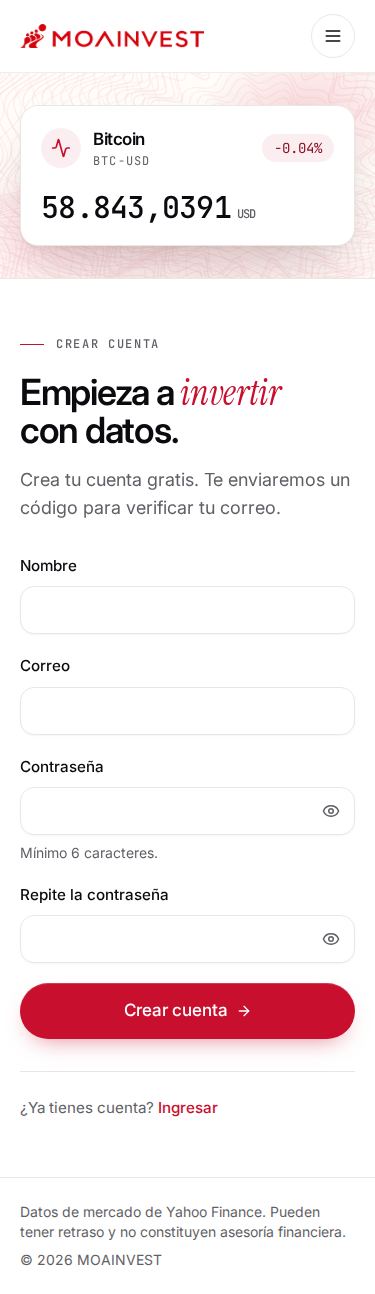 MOAINVEST
Bitcoin
BTC-USD
-0.04%
58.843,0391 USD
CREAR CUENTA
Empieza a invertir
con datos.
Crea tu cuenta gratis. Te enviaremos un
código para verificar tu correo.
Nombre
Correo
Contraseña
Mínimo 6 caracteres.
Repite la contraseña
Crear cuenta →
¿Ya tienes cuenta? Ingresar
Datos de mercado de Yahoo Finance. Pueden
tener retraso y no constituyen asesoría financiera.
© 2026 MOAINVEST